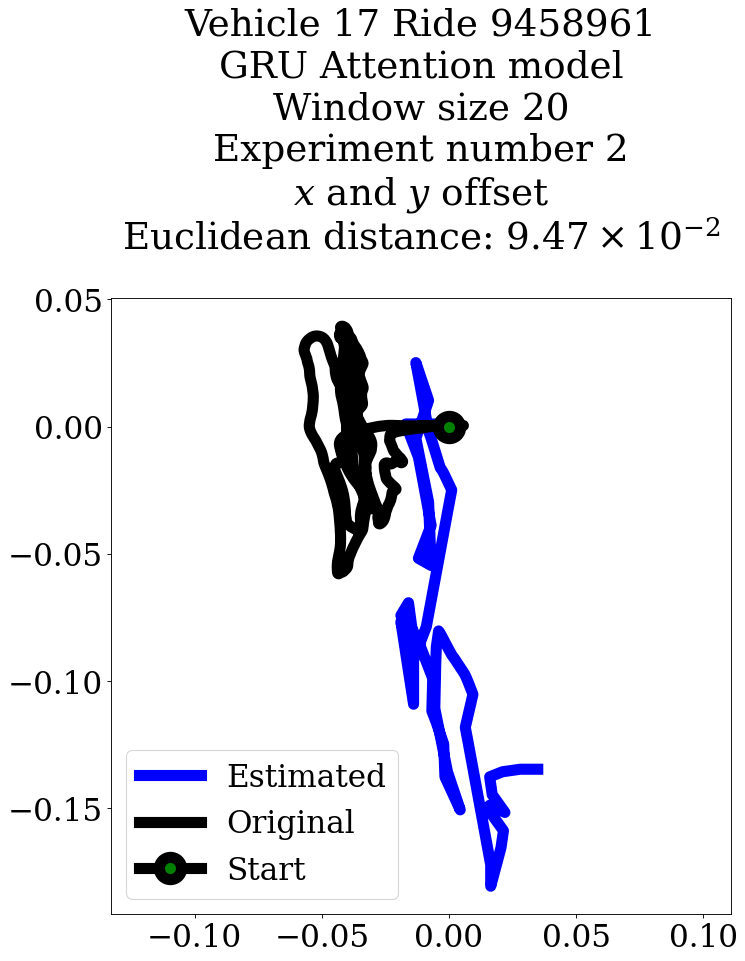 Vehicle 17 Ride 9458961
GRU Attention model
Window size 20
Experiment number 2
x and y offset
Euclidean distance: 9.47 × 10⁻²
0.05
0.00
−0.05
−0.10
−0.15
Estimated
Original
Start
−0.10 −0.05 0.00 0.05 0.10